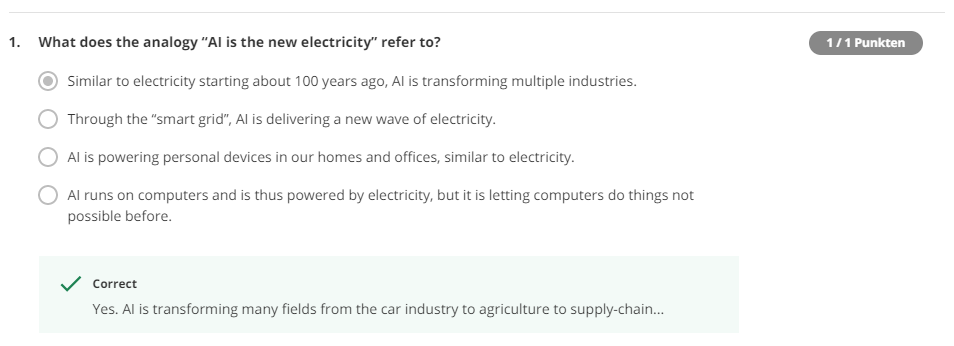 1. What does the analogy “AI is the new electricity” refer to?
1 / 1 Punkten
Similar to electricity starting about 100 years ago, AI is transforming multiple industries.
Through the “smart grid”, AI is delivering a new wave of electricity.
AI is powering personal devices in our homes and offices, similar to electricity.
AI runs on computers and is thus powered by electricity, but it is letting computers do things not
possible before.
Correct
Yes. AI is transforming many fields from the car industry to agriculture to supply-chain...